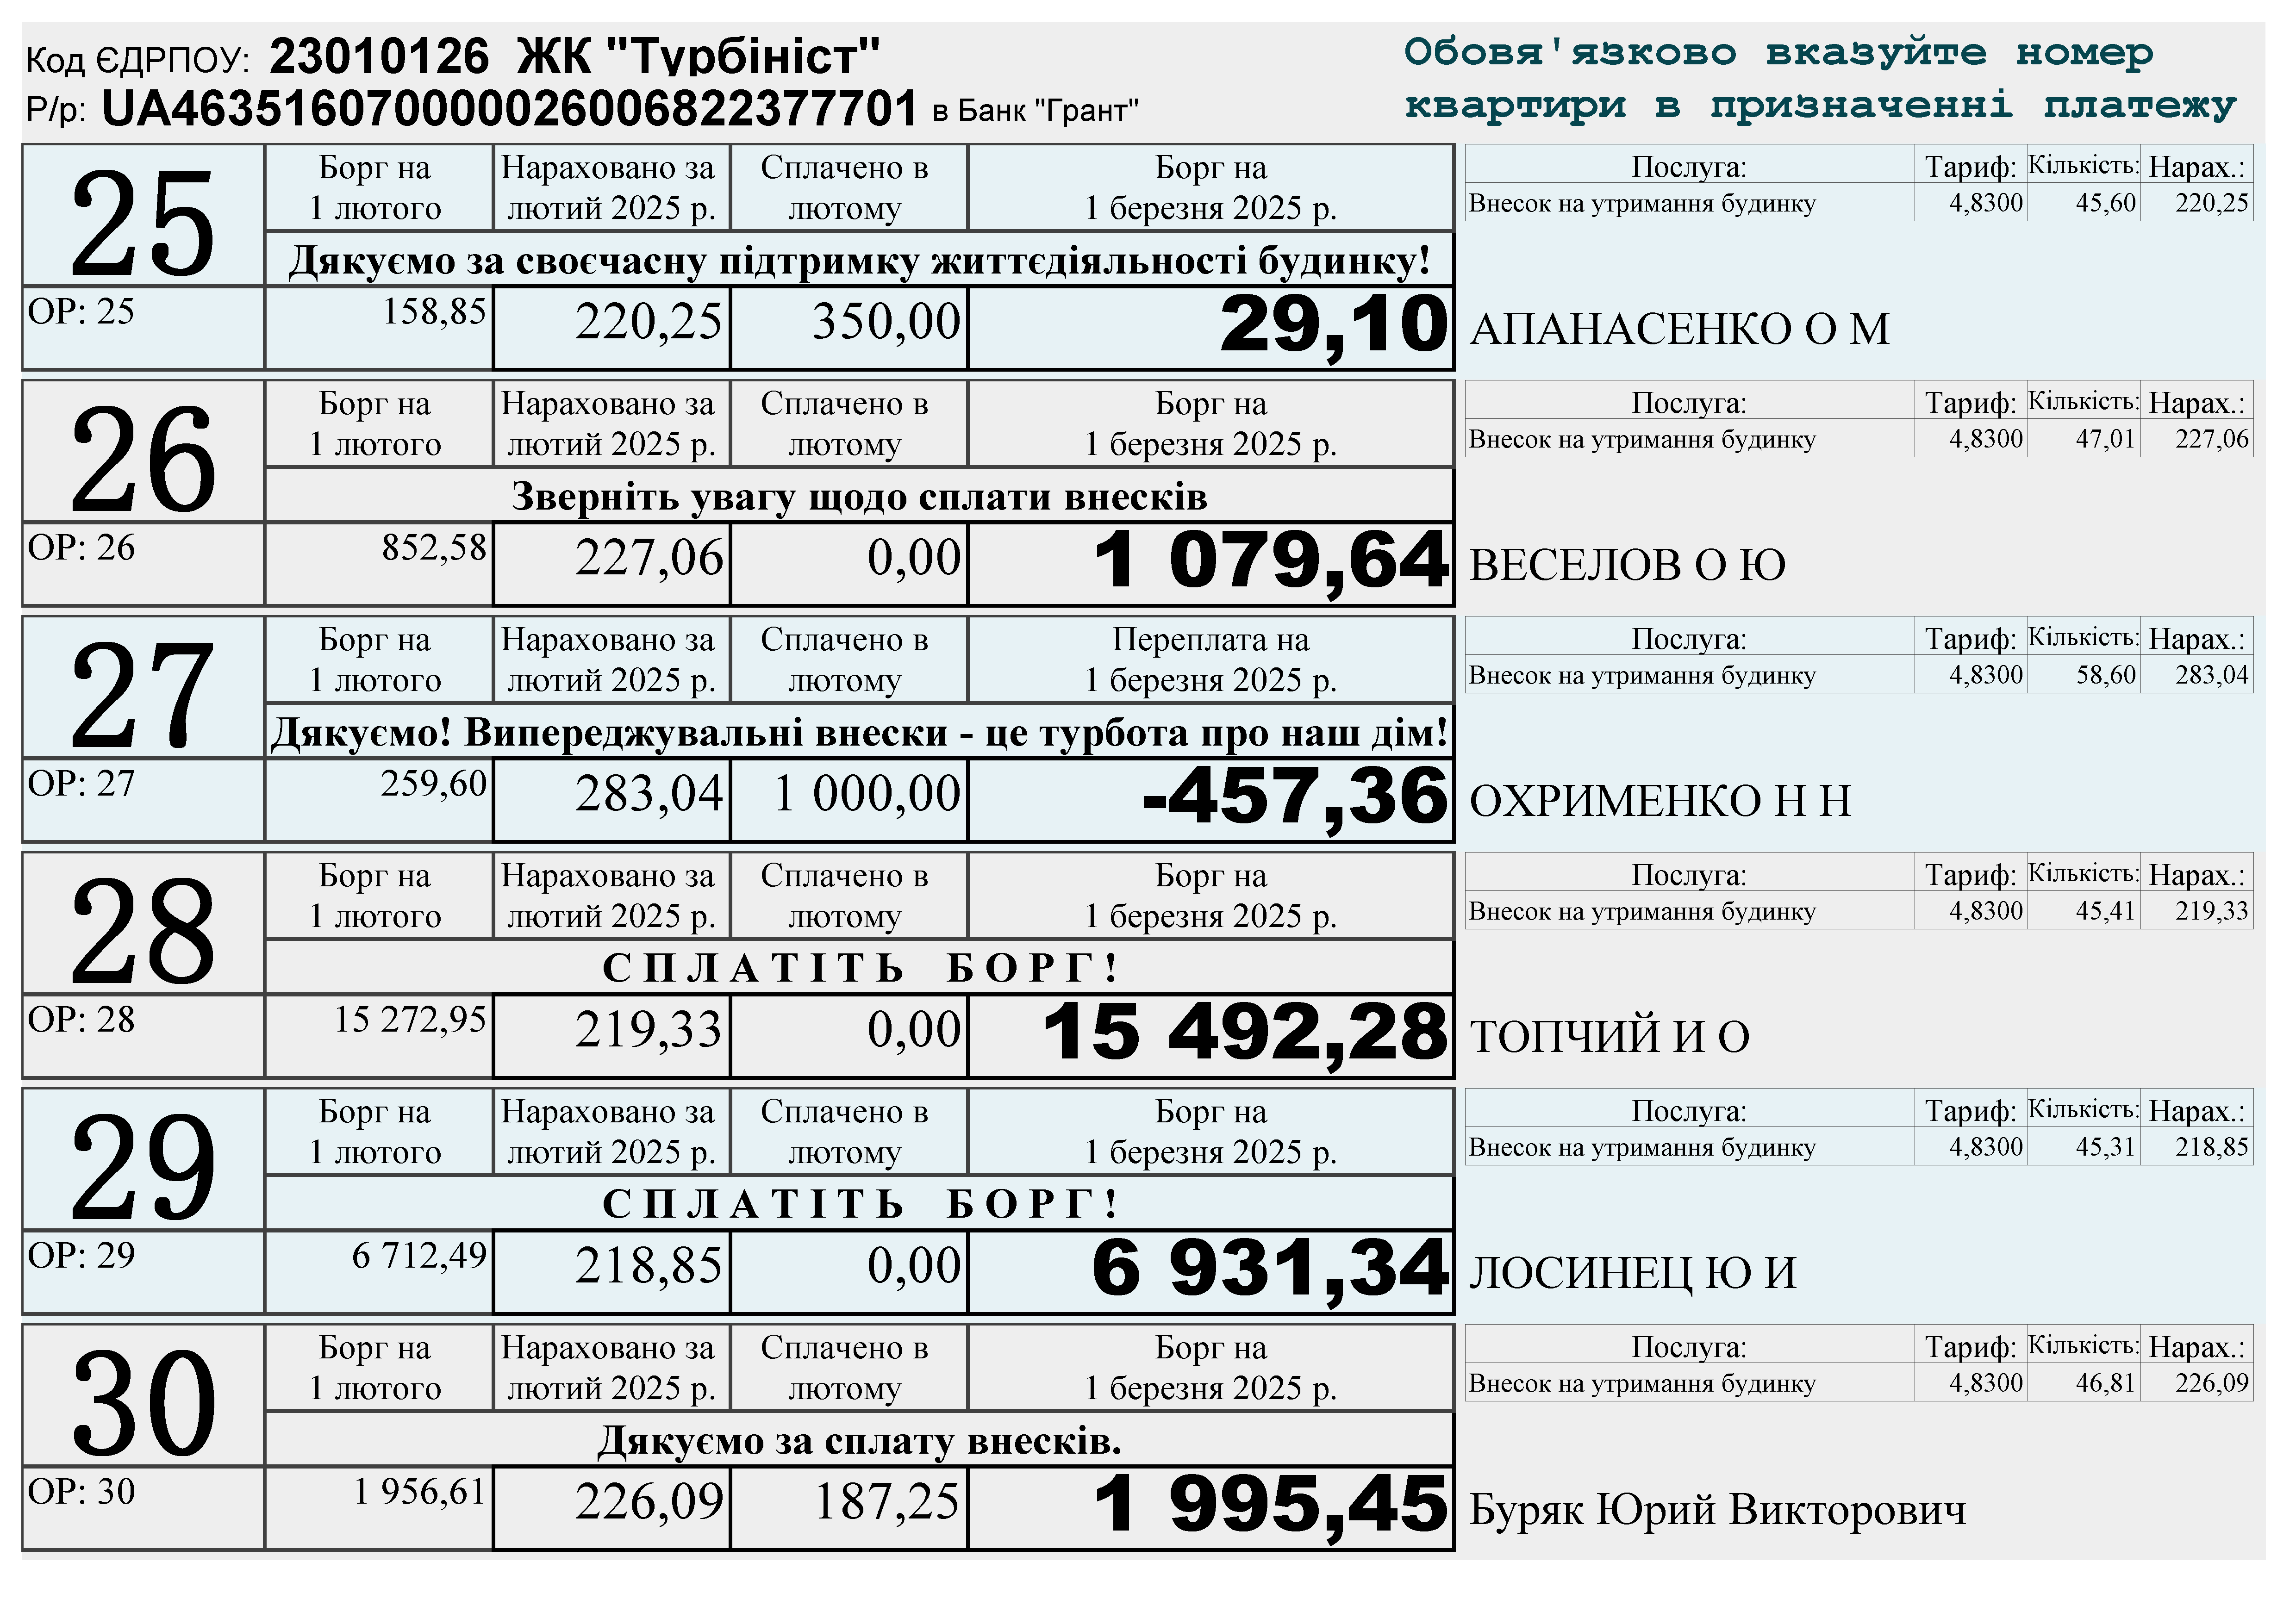 Код ЄДРПОУ: 23010126 ЖК "Турбініст"
Р/р: UA463516070000026006822377701 в Банк "Грант"
Обовя'язково вказуйте номер
квартири в призначенні платежу
25
Борг на 1 лютого Нараховано за лютий 2025 р. Сплачено в лютому Борг на 1 березня 2025 р.
Послуга: Тариф: Кількість: Нарах.:
Внесок на утримання будинку 4,8300 45,60 220,25
Дякуємо за своєчасну підтримку життєдіяльності будинку!
ОР: 25 158,85 220,25 350,00 29,10 АПАНАСЕНКО О М
26
Борг на 1 лютого Нараховано за лютий 2025 р. Сплачено в лютому Борг на 1 березня 2025 р.
Послуга: Тариф: Кількість: Нарах.:
Внесок на утримання будинку 4,8300 47,01 227,06
Зверніть увагу щодо сплати внесків
ОР: 26 852,58 227,06 0,00 1 079,64 ВЕСЕЛОВ О Ю
27
Борг на 1 лютого Нараховано за лютий 2025 р. Сплачено в лютому Переплата на 1 березня 2025 р.
Послуга: Тариф: Кількість: Нарах.:
Внесок на утримання будинку 4,8300 58,60 283,04
Дякуємо! Випереджувальні внески - це турбота про наш дім!
ОР: 27 259,60 283,04 1 000,00 -457,36 ОХРИМЕНКО Н Н
28
Борг на 1 лютого Нараховано за лютий 2025 р. Сплачено в лютому Борг на 1 березня 2025 р.
Послуга: Тариф: Кількість: Нарах.:
Внесок на утримання будинку 4,8300 45,41 219,33
С П Л А Т І Т Ь Б О Р Г !
ОР: 28 15 272,95 219,33 0,00 15 492,28 ТОПЧИЙ И О
29
Борг на 1 лютого Нараховано за лютий 2025 р. Сплачено в лютому Борг на 1 березня 2025 р.
Послуга: Тариф: Кількість: Нарах.:
Внесок на утримання будинку 4,8300 45,31 218,85
С П Л А Т І Т Ь Б О Р Г !
ОР: 29 6 712,49 218,85 0,00 6 931,34 ЛОСИНЕЦ Ю И
30
Борг на 1 лютого Нараховано за лютий 2025 р. Сплачено в лютому Борг на 1 березня 2025 р.
Послуга: Тариф: Кількість: Нарах.:
Внесок на утримання будинку 4,8300 46,81 226,09
Дякуємо за сплату внесків.
ОР: 30 1 956,61 226,09 187,25 1 995,45 Буряк Юрий Викторович